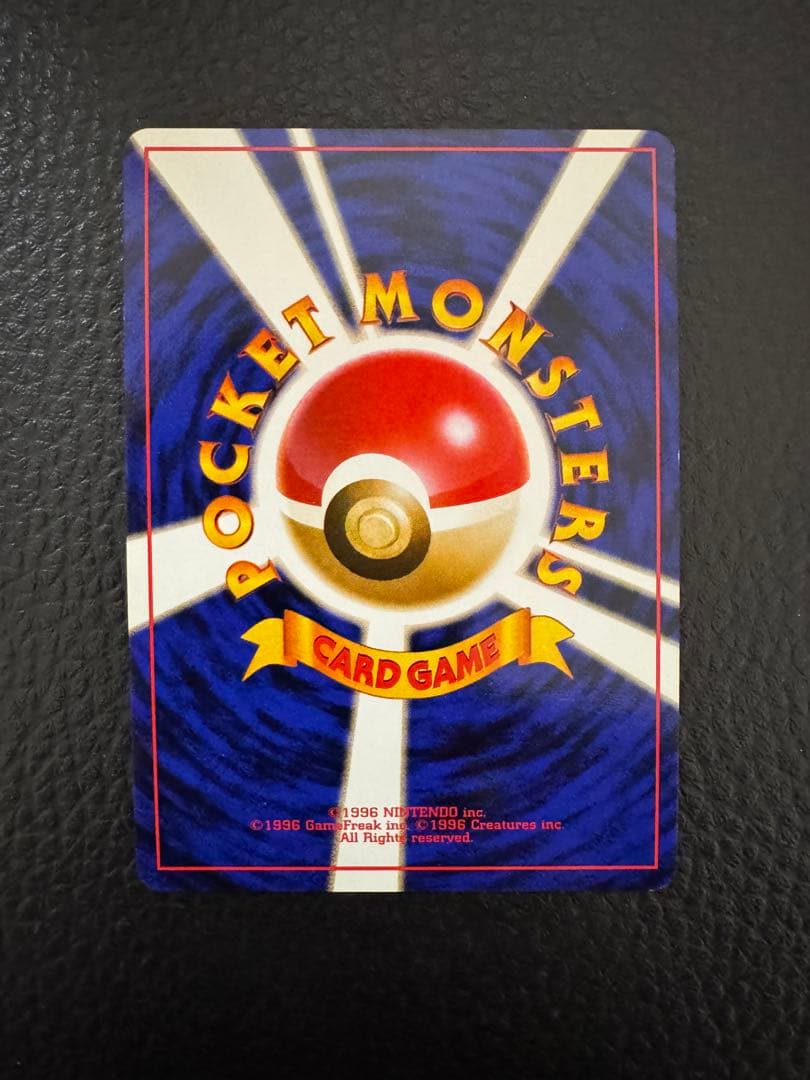 POCKET MONSTERS
CARD GAME
©1996 NINTENDO inc.
©1996 GameFreak inc. ©1996 Creatures inc.
All Rights reserved.